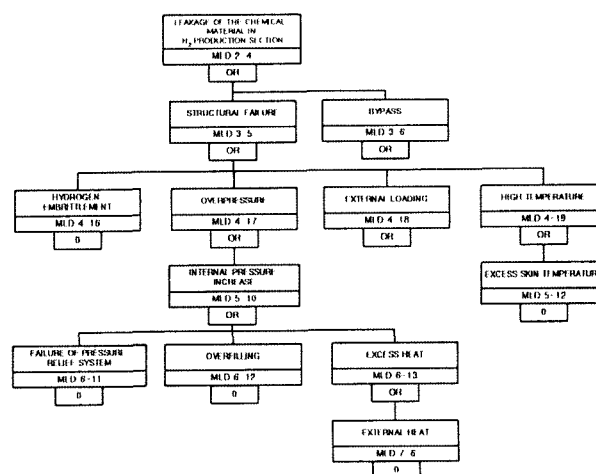 LEAKAGE OF THE CHEMICAL
MATERIAL IN
H₂ PRODUCTION SECTION
MLD 2-4
OR
STRUCTURAL FAILURE
MLD 3-5
OR
BYPASS
MLD 3-6
OR
HYDROGEN
EMBRITTLEMENT
MLD 4-16
0
OVERPRESSURE
MLD 4-17
OR
EXTERNAL LOADING
MLD 4-18
OR
HIGH TEMPERATURE
MLD 4-19
OR
INTERNAL PRESSURE
INCREASE
MLD 5-10
OR
EXCESS SKIN TEMPERATURE
MLD 5-12
0
FAILURE OF PRESSURE
RELIEF SYSTEM
MLD 6-11
0
OVERFILLING
MLD 6-12
0
EXCESS HEAT
MLD 6-13
OR
EXTERNAL HEAT
MLD 7-6
0